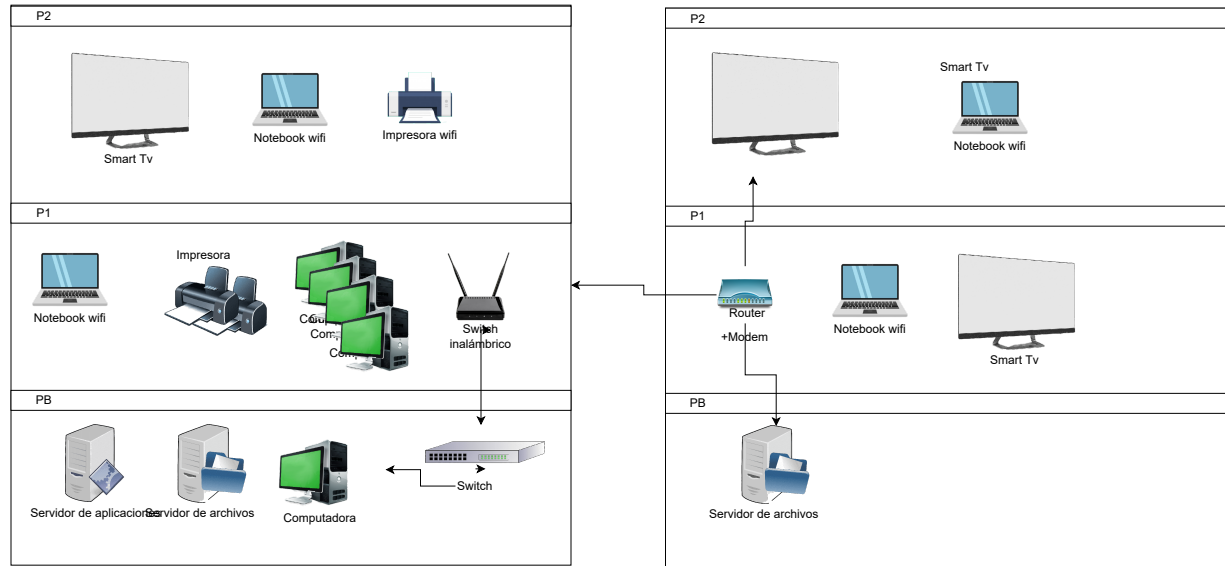 P2
Smart Tv
Notebook wifi
Impresora wifi
P1
Notebook wifi
Impresora
Switch
inalámbrico
PB
Servidor de aplicaciones
Servidor de archivos
Computadora
Switch
P2
Smart Tv
Notebook wifi
P1
Router
+Modem
Notebook wifi
Smart Tv
PB
Servidor de archivos